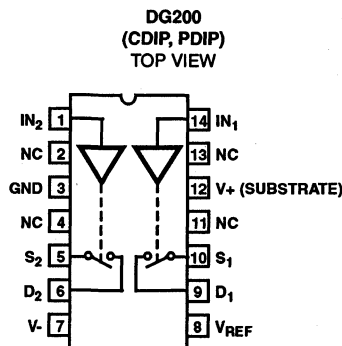 DG200
(CDIP, PDIP)
TOP VIEW
IN2 1 14 IN1
NC 2 13 NC
GND 3 12 V+ (SUBSTRATE)
NC 4 11 NC
S2 5 10 S1
D2 6 9 D1
V- 7 8 VREF